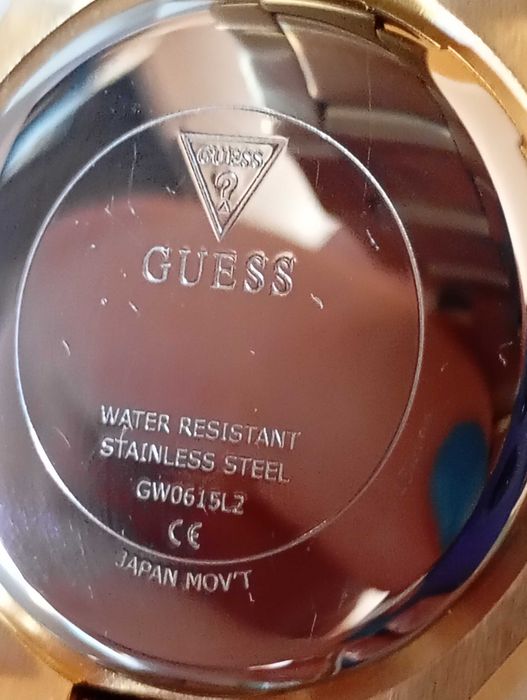 GUESS
?
GUESS
WATER RESISTANT
STAINLESS STEEL
GW0615L2
CE
JAPAN MOV'T